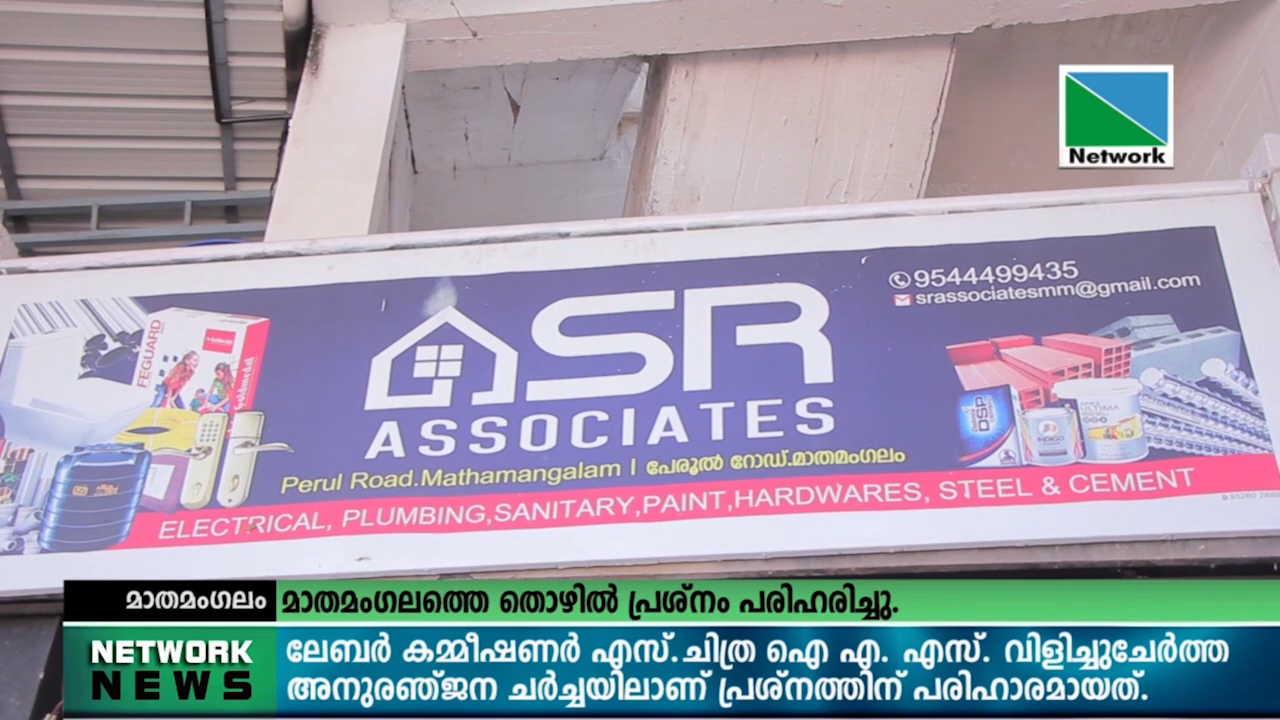 Network
9544499435
srassociatesmm@gmail.com
FEGUARD
SR
ASSOCIATES
Perul Road.Mathamangalam | പേരൂൽ റോഡ്.മാതമംഗലം
ELECTRICAL, PLUMBING,SANITARY,PAINT,HARDWARES, STEEL & CEMENT
DSP
INDIGO
ULTIMA
മാതമംഗലം
മാതമംഗലത്തെ തൊഴിൽ പ്രശ്നം പരിഹരിച്ചു.
NETWORK
NEWS
ലേബർ കമ്മീഷണർ എസ്.ചിത്ര ഐ എ. എസ്. വിളിച്ചുചേർത്ത
അനുരഞ്ജന ചർച്ചയിലാണ് പ്രശ്നത്തിന് പരിഹാരമായത്.